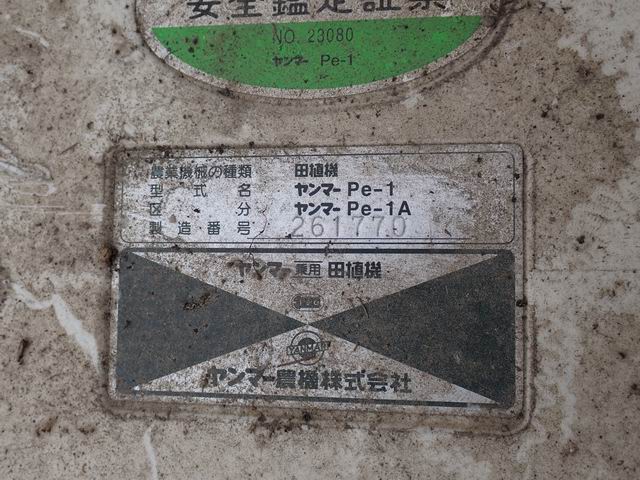 安全鑑定証票
NO. 23080
ヤンマー Pe-1
農業機械の種類 田植機
型式名 ヤンマー Pe-1
区分 ヤンマー Pe-1A
製造番号 261770
ヤンマー 兼用 田植機
YANMAR
ヤンマー農機株式会社